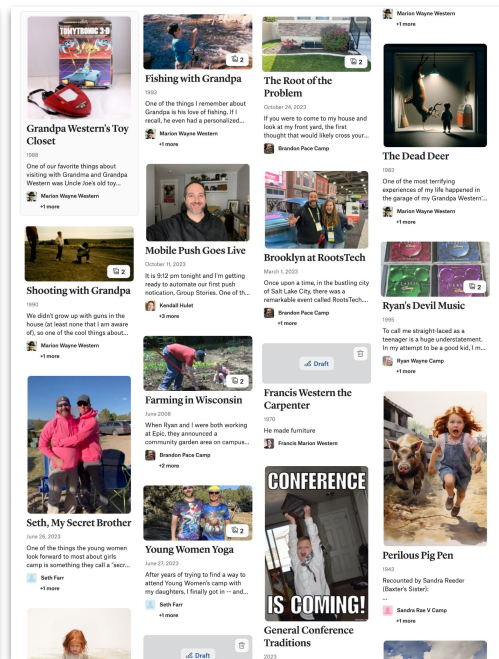 TOMYTRONIC 3-D
Grandpa Western's Toy
Closet
1988
One of our favorite things about
visiting with Grandma and Grandpa
Western was Uncle Joe's old toy...
Marion Wayne Western
+1 more
2
Shooting with Grandpa
1990
We didn't grow up with guns in the
house (at least none that I am aware
of), so one of the cool things about...
Marion Wayne Western
+1 more
Seth, My Secret Brother
June 26, 2023
One of the things the young women
look forward to most about girls
camp is something they call a "secr...
Seth Farr
+1 more
2
Fishing with Grandpa
1992
One of the things I remember about
Grandpa is his love of fishing. If I
recall, he even had a personalized...
Marion Wayne Western
+1 more
Mobile Push Goes Live
October 11, 2023
It is 9:12 pm tonight and I'm getting
ready to automate our first push
notication, Group Stories. One of th...
Kendall Hulet
+3 more
2
Farming in Wisconsin
June 2008
When Ryan and I were both working
at Epic, they announced a
community garden area on campus...
Brandon Pace Camp
+2 more
2
Young Women Yoga
June 27, 2023
After years of trying to find a way to
attend Young Women's camp with
my daughters, I finally got in -- and...
Seth Farr
+1 more
Draft
2
The Root of the
Problem
October 24, 2023
If you were to come to my house and
look at my front yard, the first
thought that would likely cross your...
Brandon Pace Camp
Brooklyn at RootsTech
March 1, 2023
Once upon a time, in the bustling city
of Salt Lake City, there was a
remarkable event called RootsTech....
Brandon Pace Camp
+1 more
Draft
Francis Western the
Carpenter
1970
He made furniture
Francis Marion Western
CONFERENCE
IS COMING!
General Conference
Traditions
2023
Marion Wayne Western
+1 more
The Dead Deer
1983
One of the most terrifying
experiences of my life happened in
the garage of my Grandpa Western'...
Marion Wayne Western
+1 more
2
Ryan's Devil Music
1995
To call me straight-laced as a
teenager is a huge understatement.
In my attempt to be a good kid, I m...
Ryan Wayne Camp
+1 more
Perilous Pig Pen
1943
Recounted by Sandra Reeder
(Baxter's Sister):
...
Sandra Rae V Camp
+1 more